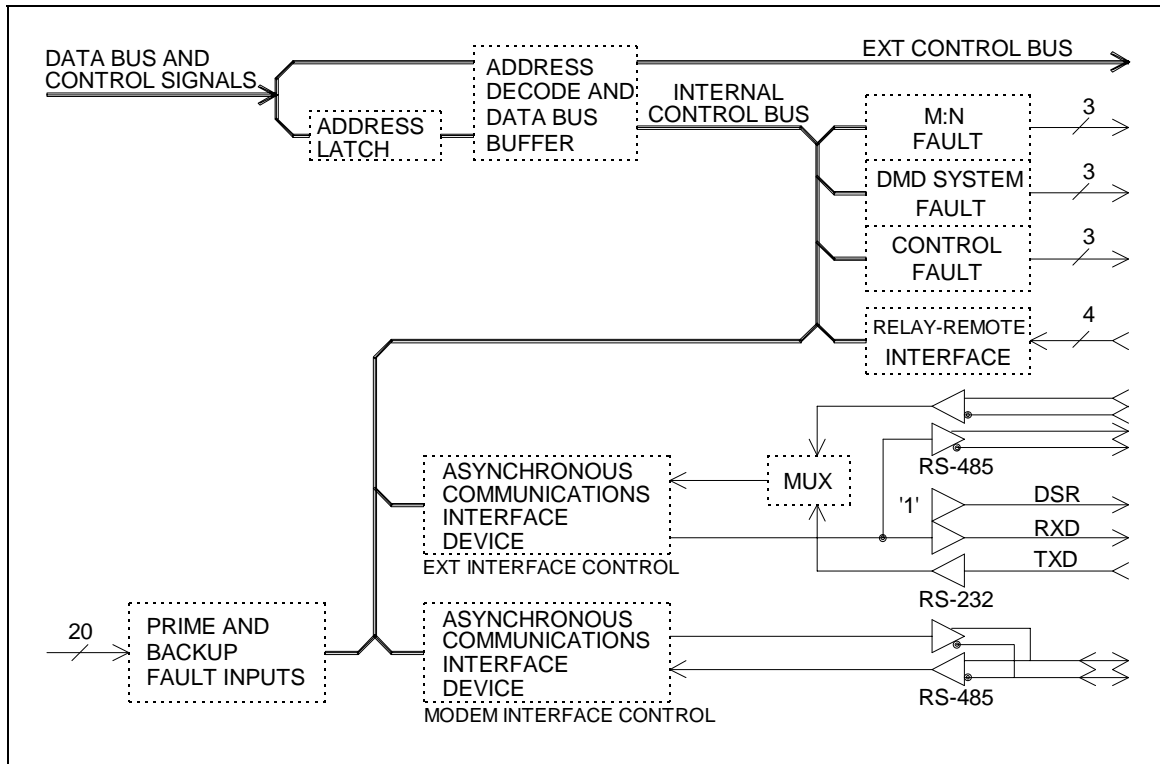 DATA BUS AND
CONTROL SIGNALS
ADDRESS
LATCH
ADDRESS
DECODE AND
DATA BUS
BUFFER
EXT CONTROL BUS
INTERNAL
CONTROL BUS
M:N
FAULT
3
DMD SYSTEM
FAULT
3
CONTROL
FAULT
3
RELAY-REMOTE
INTERFACE
4
ASYNCHRONOUS
COMMUNICATIONS
INTERFACE
DEVICE
EXT INTERFACE CONTROL
MUX
RS-485
'1'
DSR
RXD
TXD
RS-232
20
PRIME AND
BACKUP
FAULT INPUTS
ASYNCHRONOUS
COMMUNICATIONS
INTERFACE
DEVICE
MODEM INTERFACE CONTROL
RS-485